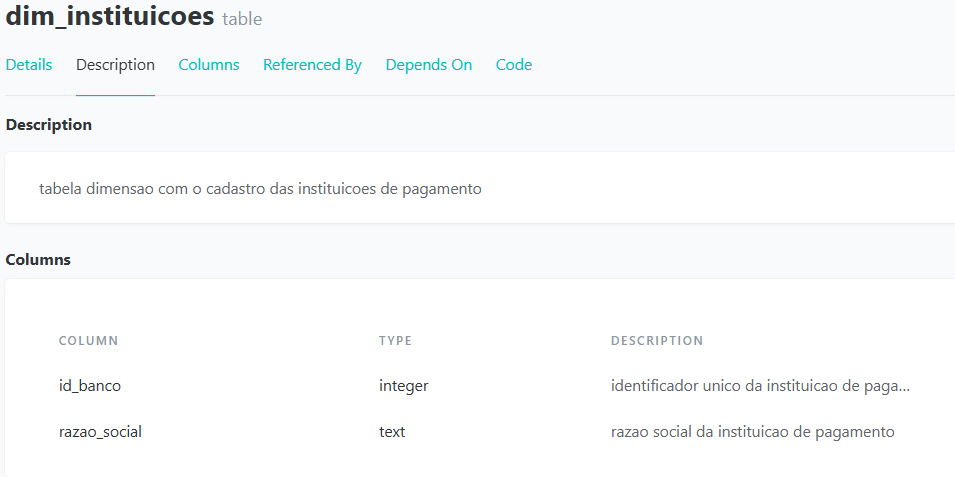 dim_instituicoes table
Details Description Columns Referenced By Depends On Code
Description
tabela dimensao com o cadastro das instituicoes de pagamento
Columns
COLUMN TYPE DESCRIPTION
id_banco integer identificador unico da instituicao de paga...
razao_social text razao social da instituicao de pagamento